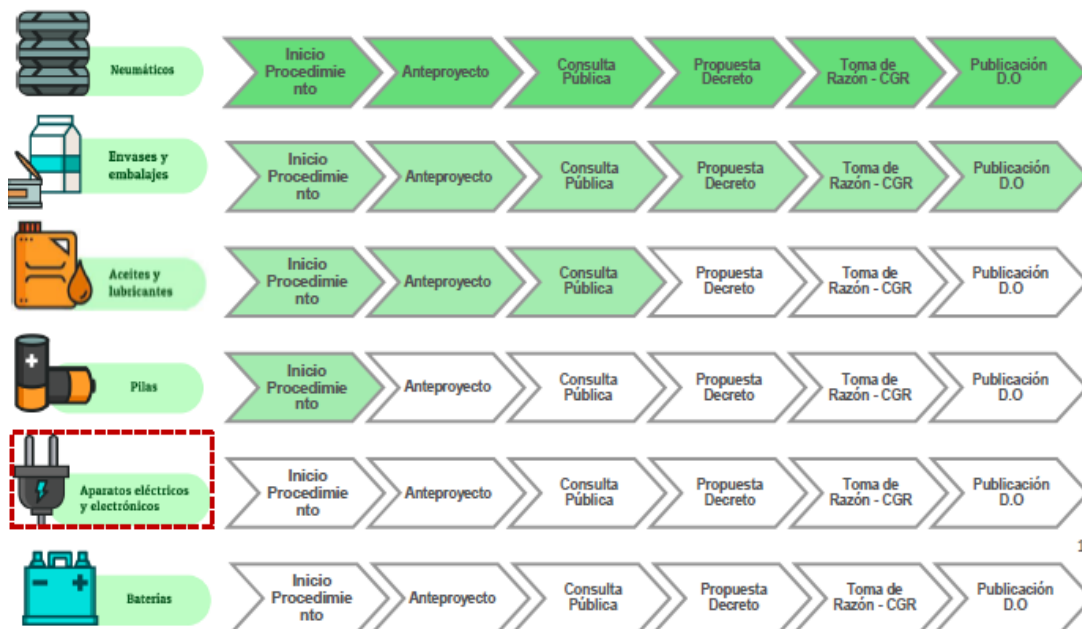 Neumáticos
Inicio
Procedimie
nto
Anteproyecto
Consulta
Pública
Propuesta
Decreto
Toma de
Razón - CGR
Publicación
D.O
Envases y
embalajes
Inicio
Procedimie
nto
Anteproyecto
Consulta
Pública
Propuesta
Decreto
Toma de
Razón - CGR
Publicación
D.O
Aceites y
lubricantes
Inicio
Procedimie
nto
Anteproyecto
Consulta
Pública
Propuesta
Decreto
Toma de
Razón - CGR
Publicación
D.O
Pilas
Inicio
Procedimie
nto
Anteproyecto
Consulta
Pública
Propuesta
Decreto
Toma de
Razón - CGR
Publicación
D.O
Aparatos eléctricos
y electrónicos
Inicio
Procedimie
nto
Anteproyecto
Consulta
Pública
Propuesta
Decreto
Toma de
Razón - CGR
Publicación
D.O
1
Baterías
Inicio
Procedimie
nto
Anteproyecto
Consulta
Pública
Propuesta
Decreto
Toma de
Razón - CGR
Publicación
D.O